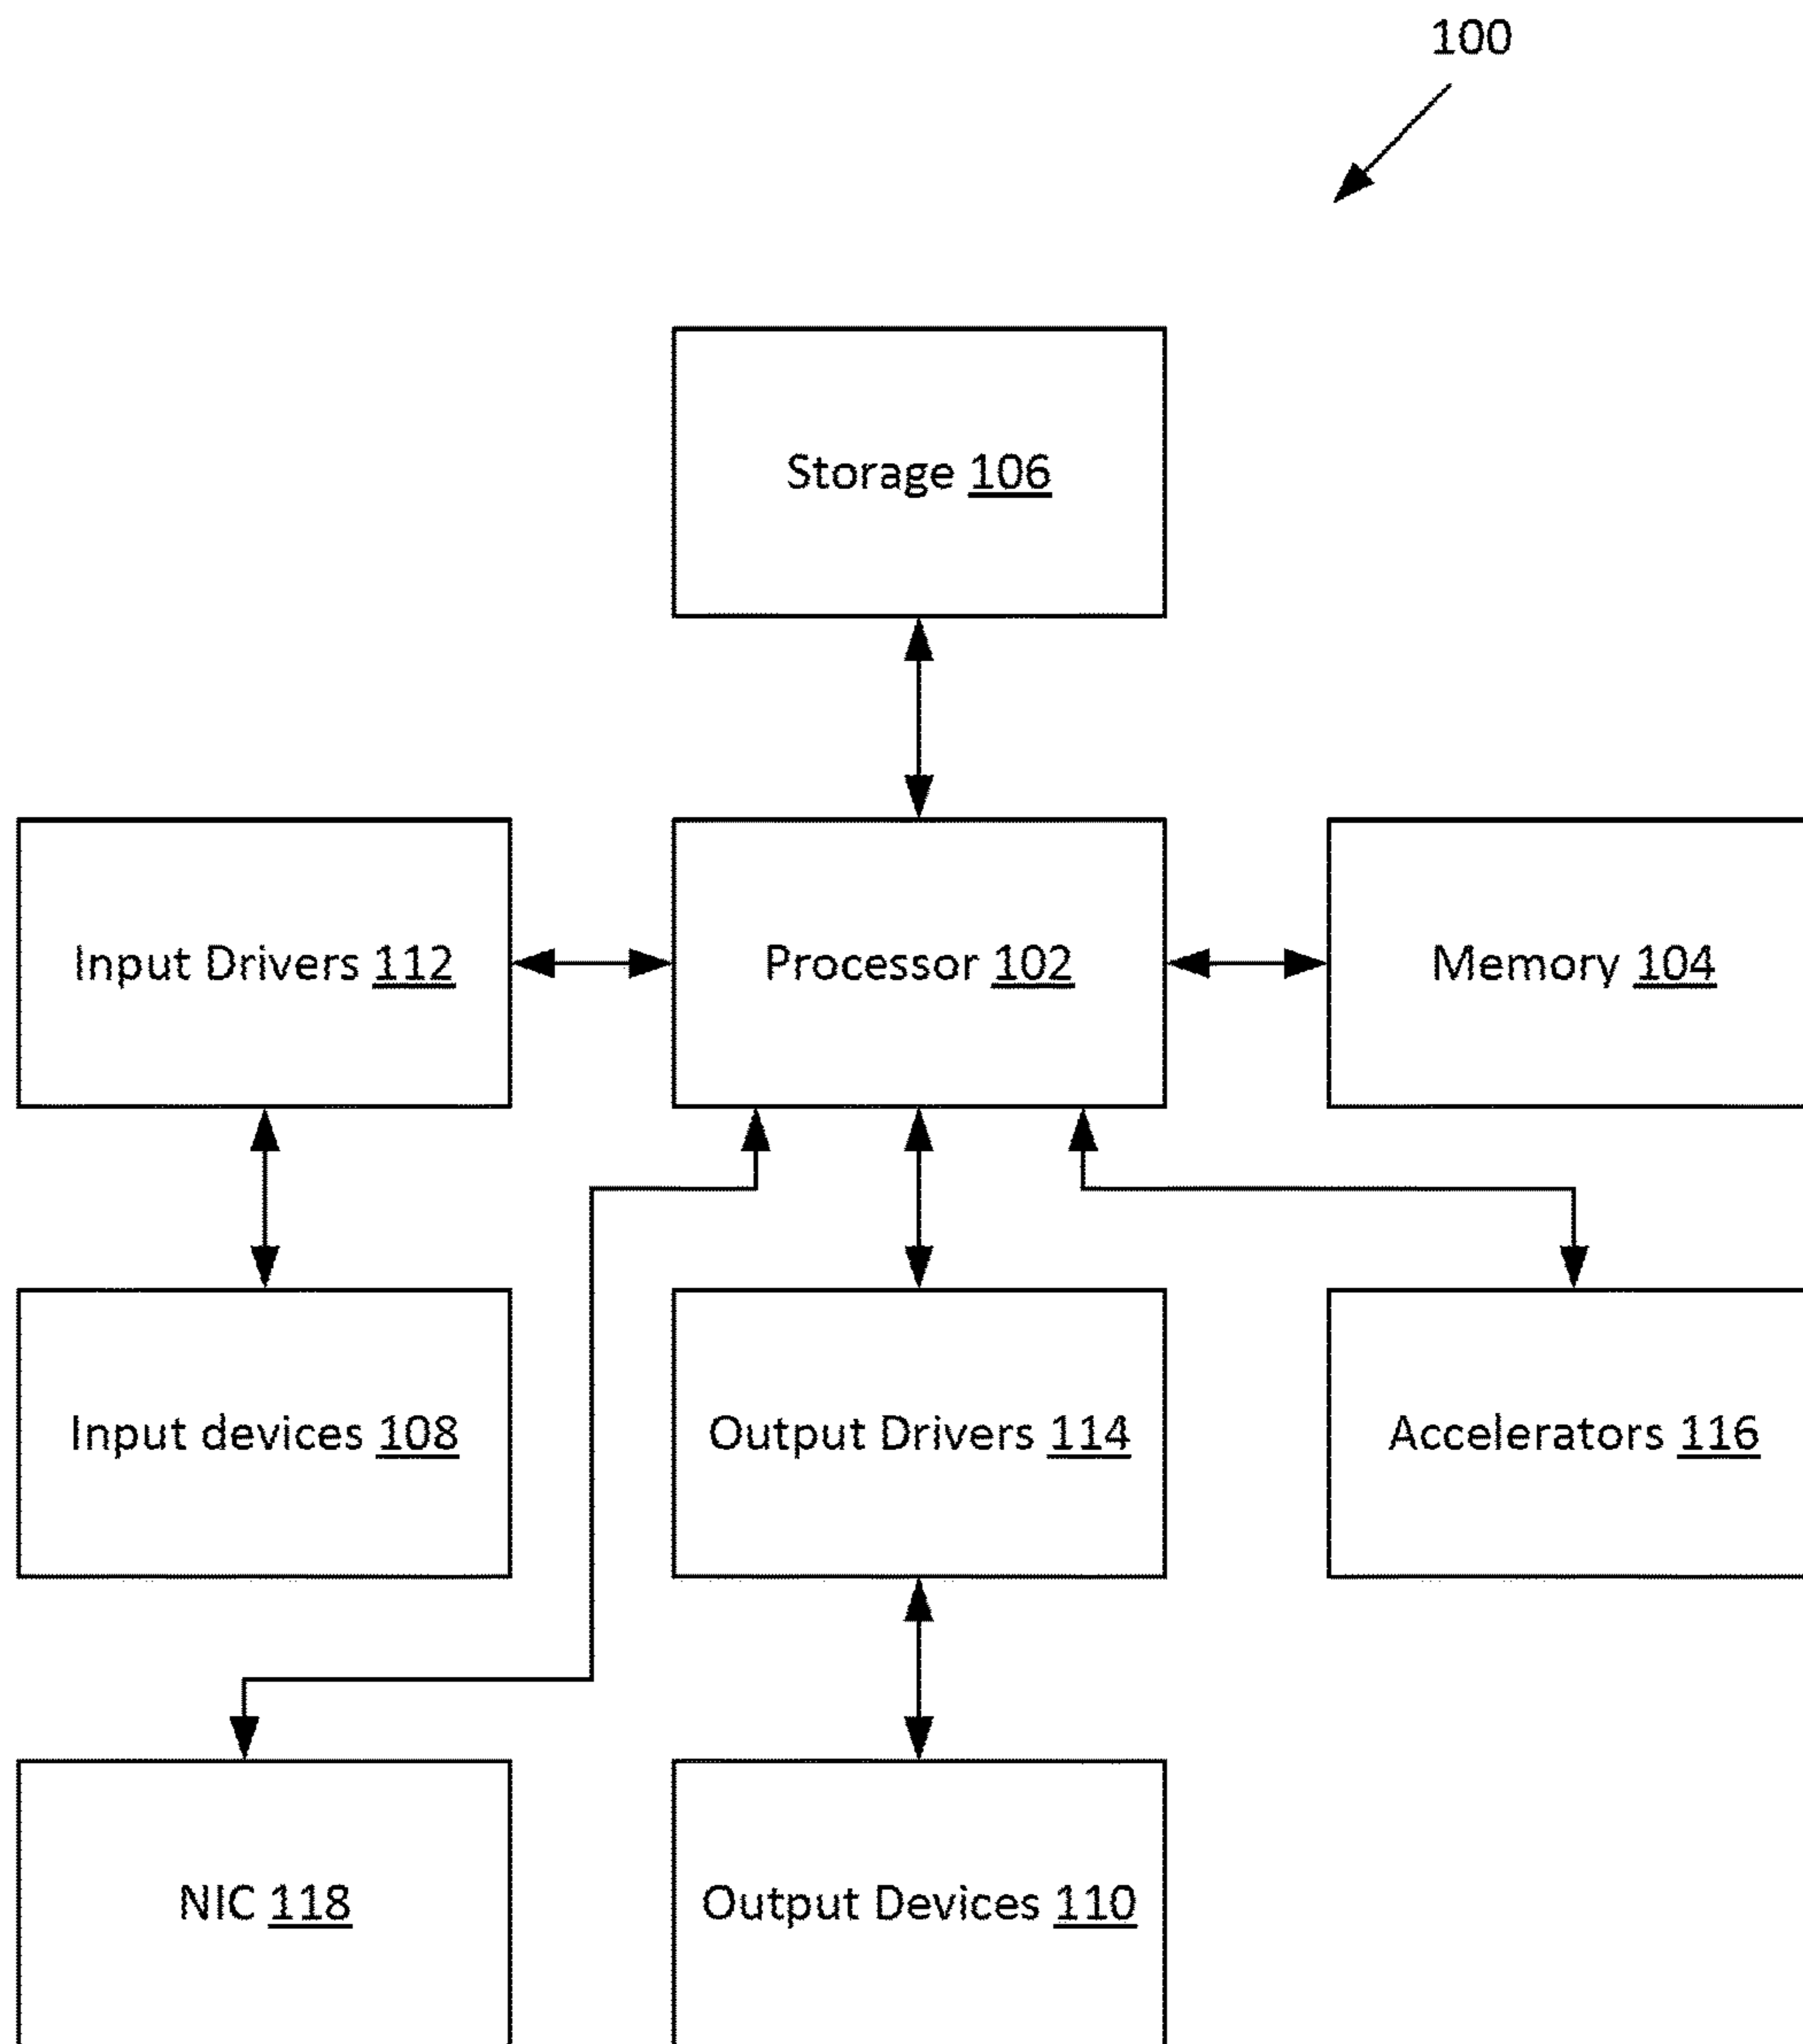 100
Storage 106
Input Drivers 112
Processor 102
Memory 104
Input devices 108
Output Drivers 114
Accelerators 116
NIC 118
Output Devices 110